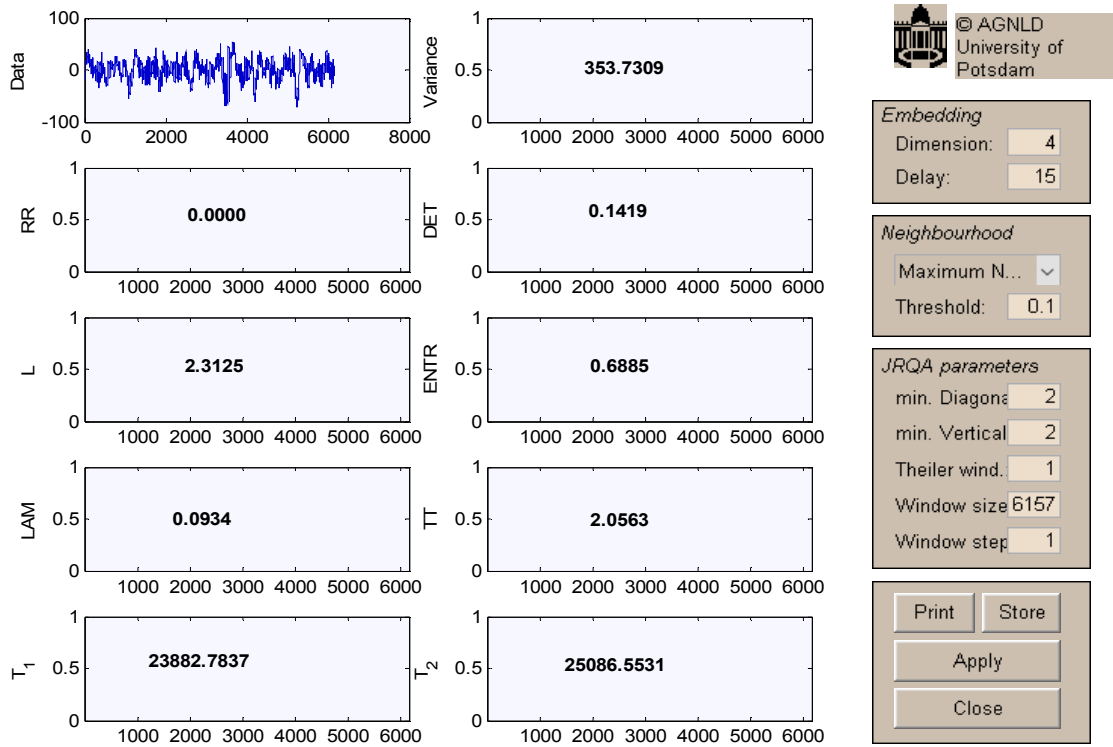 100
0
-100
Data
0 2000 4000 6000 8000
1
0.5
0
Variance
353.7309
1000 2000 3000 4000 5000 6000
1
0.5
0
RR
0.0000
1000 2000 3000 4000 5000 6000
1
0.5
0
DET
0.1419
1000 2000 3000 4000 5000 6000
1
0.5
0
L
2.3125
1000 2000 3000 4000 5000 6000
1
0.5
0
ENTR
0.6885
1000 2000 3000 4000 5000 6000
1
0.5
0
LAM
0.0934
1000 2000 3000 4000 5000 6000
1
0.5
0
TT
2.0563
1000 2000 3000 4000 5000 6000
1
0.5
0
T1
23882.7837
1000 2000 3000 4000 5000 6000
1
0.5
0
T2
25086.5531
1000 2000 3000 4000 5000 6000
© AGNLD
University of
Potsdam
Embedding
Dimension: 4
Delay: 15
Neighbourhood
Maximum N...
Threshold: 0.1
JRQA parameters
min. Diagona 2
min. Vertical 2
Theiler wind. 1
Window size 6157
Window step 1
Print Store
Apply
Close